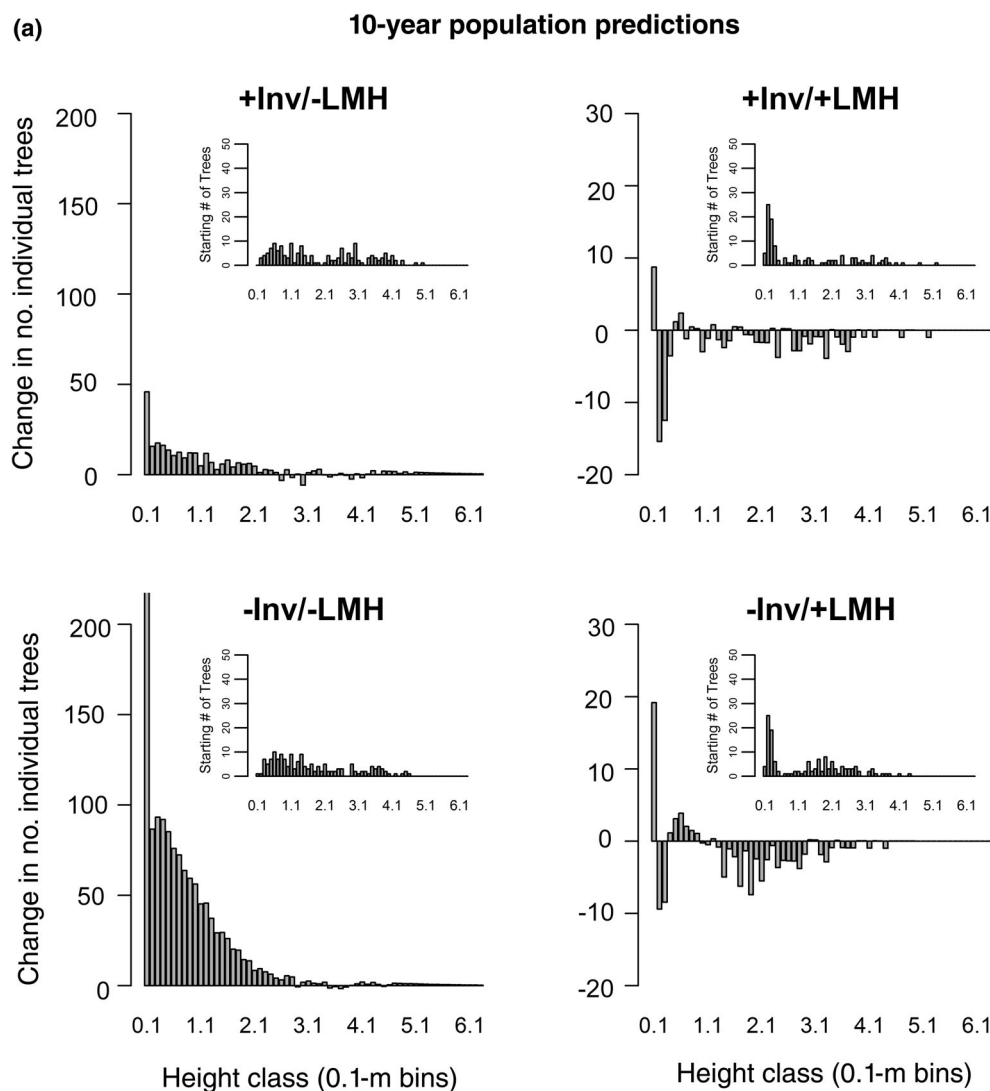 (a)
10-year population predictions
+Inv/-LMH
Change in no. individual trees
200
150
100
50
0
0.1 1.1 2.1 3.1 4.1 5.1 6.1
Starting # of Trees
50
40
30
20
10
0
0.1 1.1 2.1 3.1 4.1 5.1 6.1
+Inv/+LMH
30
20
10
0
-10
-20
0.1 1.1 2.1 3.1 4.1 5.1 6.1
Starting # of Trees
50
40
30
20
10
0
0.1 1.1 2.1 3.1 4.1 5.1 6.1
-Inv/-LMH
Change in no. individual trees
200
150
100
50
0
0.1 1.1 2.1 3.1 4.1 5.1 6.1
Height class (0.1-m bins)
Starting # of Trees
50
40
30
20
10
0
0.1 1.1 2.1 3.1 4.1 5.1 6.1
-Inv/+LMH
30
20
10
0
-10
-20
0.1 1.1 2.1 3.1 4.1 5.1 6.1
Height class (0.1-m bins)
Starting # of Trees
50
40
30
20
10
0
0.1 1.1 2.1 3.1 4.1 5.1 6.1